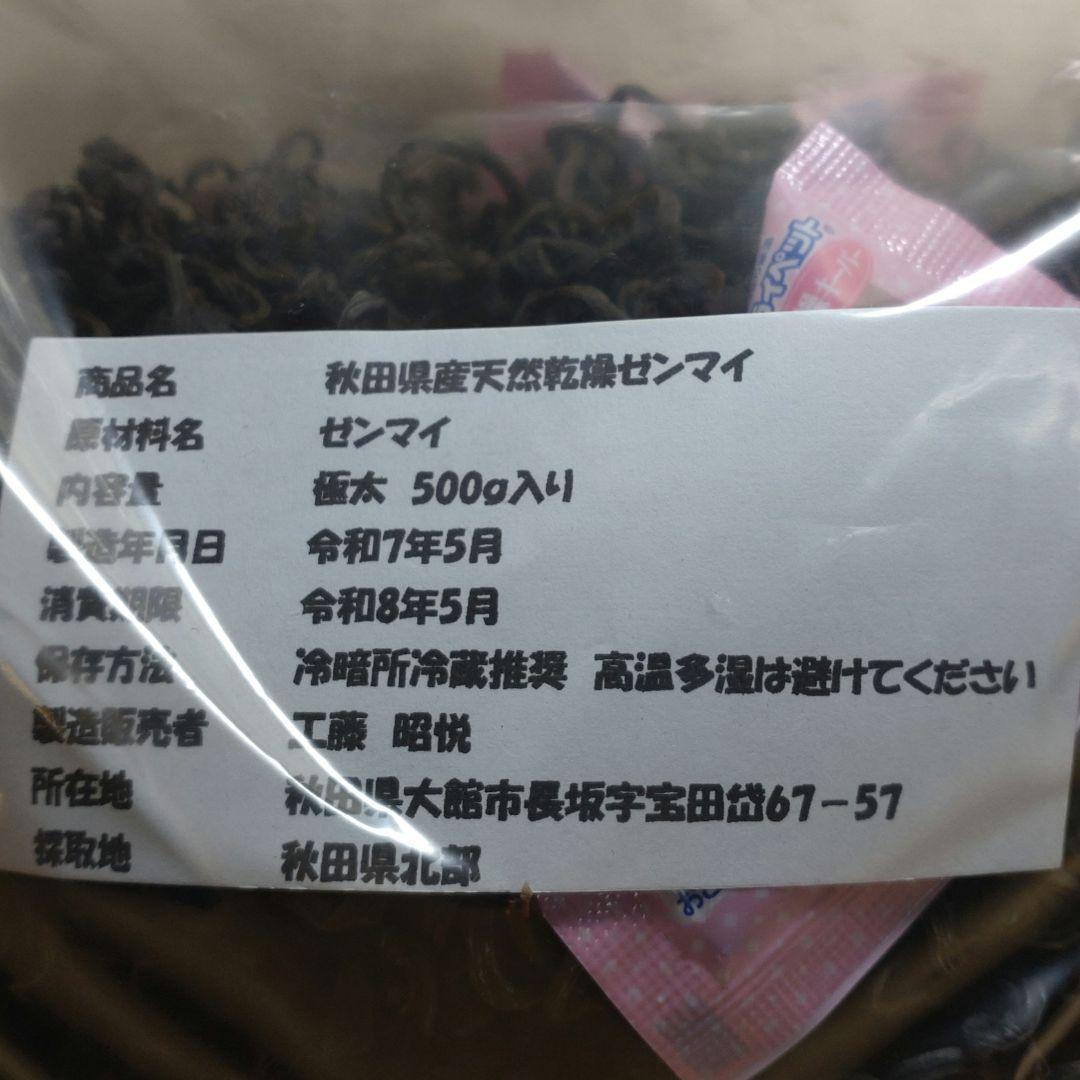 商品名 秋田県産天然乾燥ゼンマイ
原材料名 ゼンマイ
内容量 極太 500g入り
製造年月日 令和7年5月
消費期限 令和8年5月
保存方法 冷暗所冷蔵推奨 高温多湿は避けてください
製造販売者 工藤 昭悦
所在地 秋田県大館市長坂字宝田岱67-57
採取地 秋田県北部